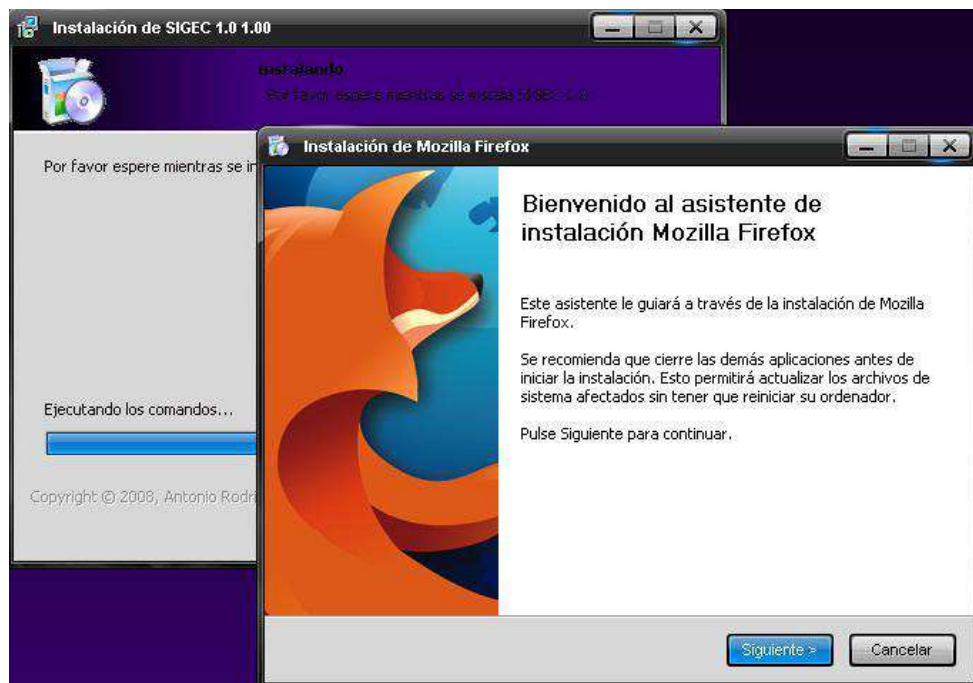 Instalación de SIGEC 1.0 1.00
Instalando
Por favor espere mientras se instala SIGEC 1.0
Por favor espere mientras se in
Ejecutando los comandos...
Copyright © 2008, Antonio Rodri
Instalación de Mozilla Firefox
Bienvenido al asistente de
instalación Mozilla Firefox
Este asistente le guiará a través de la instalación de Mozilla
Firefox.
Se recomienda que cierre las demás aplicaciones antes de
iniciar la instalación. Esto permitirá actualizar los archivos de
sistema afectados sin tener que reiniciar su ordenador.
Pulse Siguiente para continuar.
Siguiente >
Cancelar